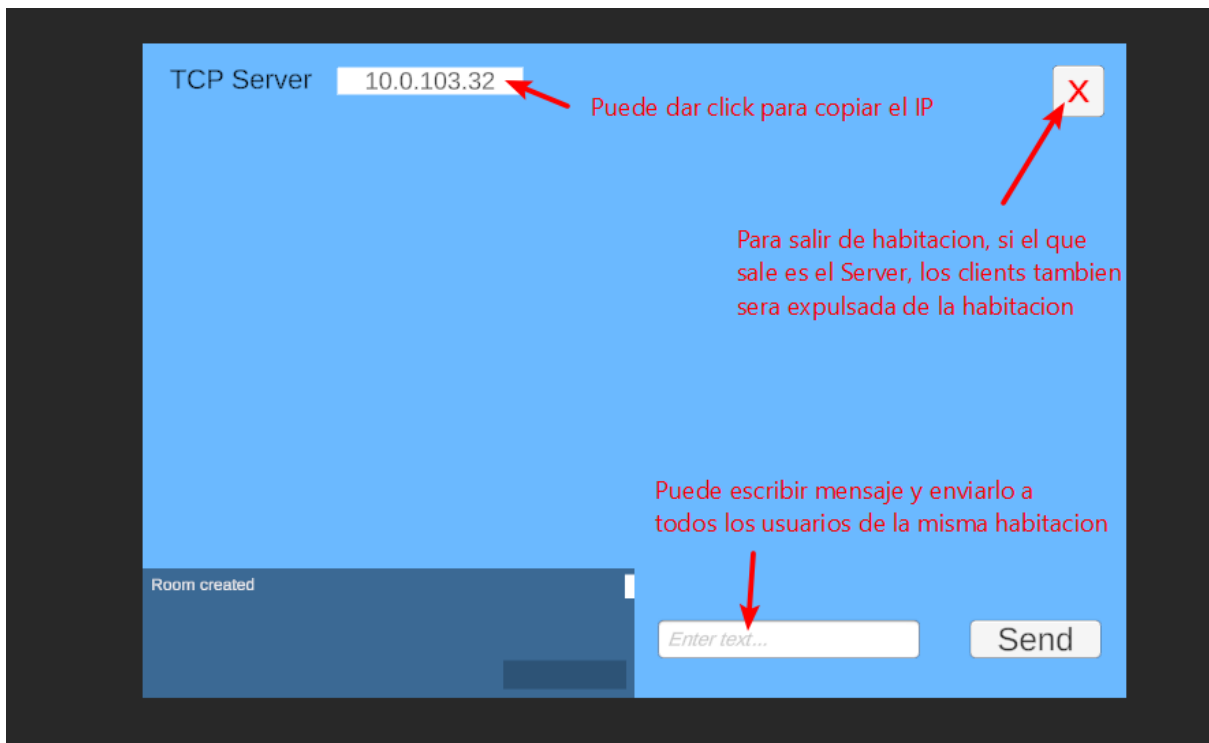 TCP Server 10.0.103.32
Puede dar click para copiar el IP
X
Para salir de habitacion, si el que
sale es el Server, los clients tambien
sera expulsada de la habitacion
Puede escribir mensaje y enviarlo a
todos los usuarios de la misma habitacion
Room created
Enter text...
Send